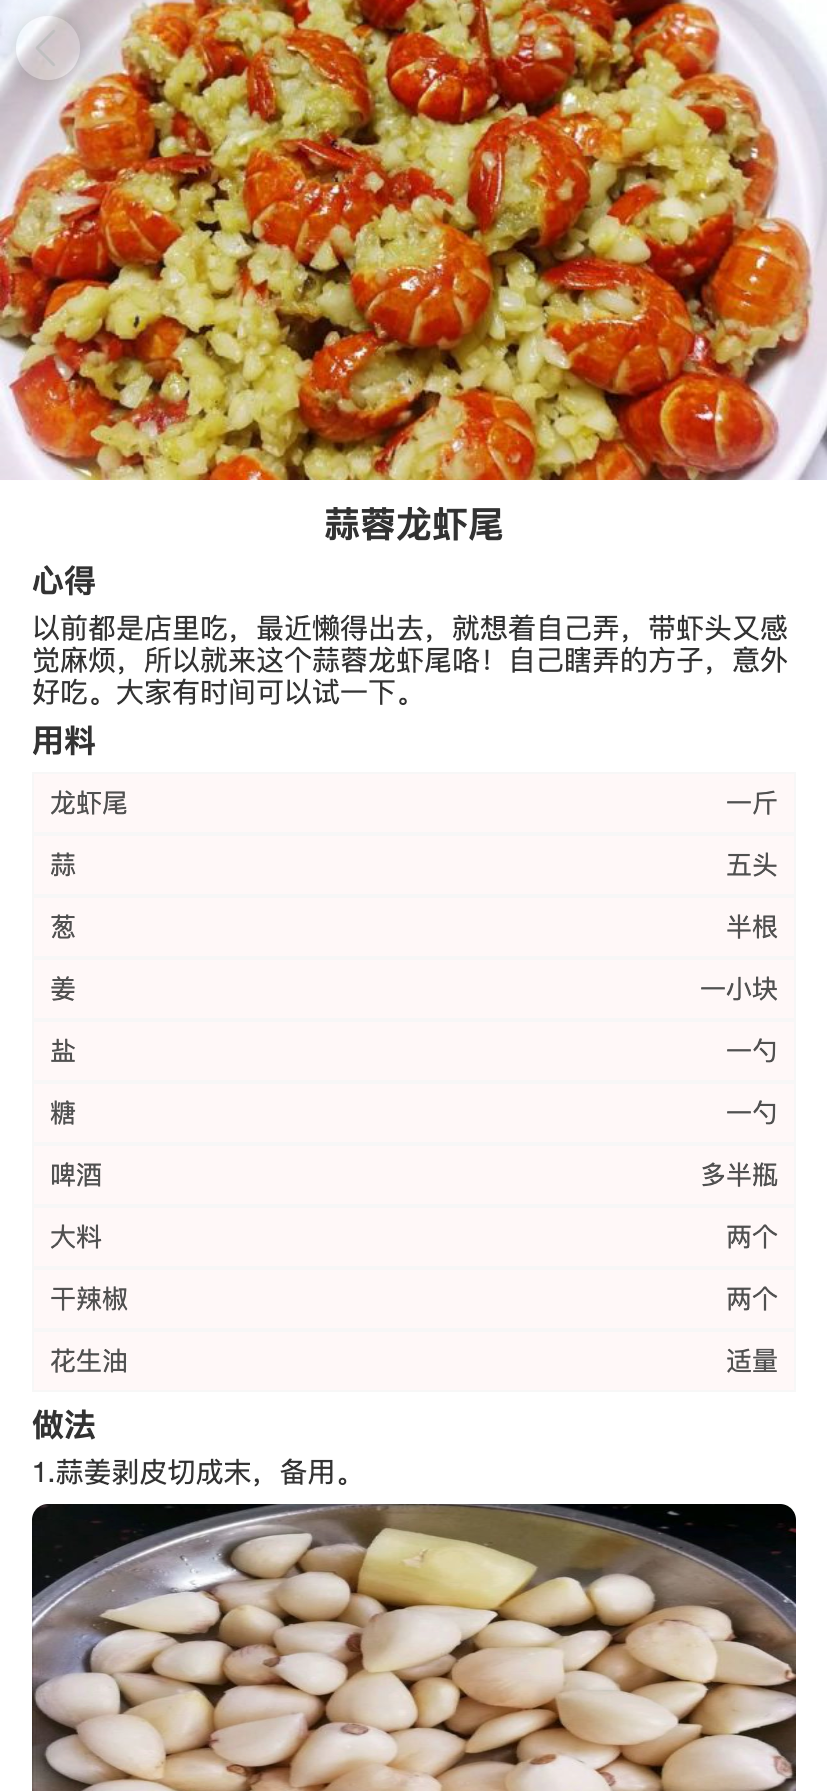 蒜蓉龙虾尾
心得
以前都是店里吃，最近懒得出去，就想着自己弄，带虾头又感
觉麻烦，所以就来这个蒜蓉龙虾尾咯！自己瞎弄的方子，意外
好吃。大家有时间可以试一下。
用料
龙虾尾 一斤
蒜 五头
葱 半根
姜 一小块
盐 一勺
糖 一勺
啤酒 多半瓶
大料 两个
干辣椒 两个
花生油 适量
做法
1.蒜姜剥皮切成末，备用。